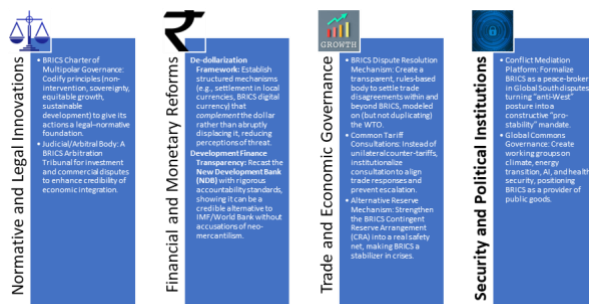 Normative and Legal Innovations
• BRICS Charter of
Multipolar Governance:
Codify principles (non-
intervention, sovereignty,
equitable growth,
sustainable
development) to give its
actions a legal–normative
foundation.
• Judicial/Arbitral Body: A
BRICS Arbitration
Tribunal for investment
and commercial disputes
to enhance credibility of
economic integration.
Financial and Monetary Reforms
De-dollarization
Framework: Establish
structured mechanisms
(e.g., settlement in local
currencies, BRICS digital
currency) that
complement the dollar
rather than abruptly
displacing it, reducing
perceptions of threat.
Development Finance
Transparency: Recast the
New Development Bank
(NDB) with rigorous
accountability standards,
showing it can be a
credible alternative to
IMF/World Bank without
accusations of neo-
mercantilism.
GROWTH
Trade and Economic Governance
• BRICS Dispute Resolution
Mechanism: Create a
transparent, rules-based
body to settle trade
disagreements within and
beyond BRICS, modeled
on (but not duplicating)
the WTO.
• Common Tariff
Consultations: Instead of
unilateral counter-tariffs,
institutionalize
consultation to align
trade responses and
prevent escalation.
• Alternative Reserve
Mechanism: Strengthen
the BRICS Contingent
Reserve Arrangement
(CRA) into a real safety
net, making BRICS a
stabilizer in crises.
Security and Political Institutions
• Conflict Mediation
Platform: Formalize
BRICS as a peace-broker
in Global South disputes,
turning "anti-West"
posture into a
constructive "pro-
stability" mandate.
• Global Commons
Governance: Create
working groups on
climate, energy
transition, AI, and health
security, positioning
BRICS as a provider of
public goods.